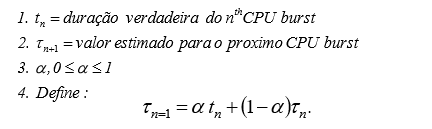 1. tₙ = duração verdadeira do nᵗʰCPU burst
2. τₙ₊₁ = valor estimado para o proximo CPU burst
3. α, 0 ≤ α ≤ 1
4. Define :
τₙ₌₁ = α tₙ + (1 − α)τₙ.